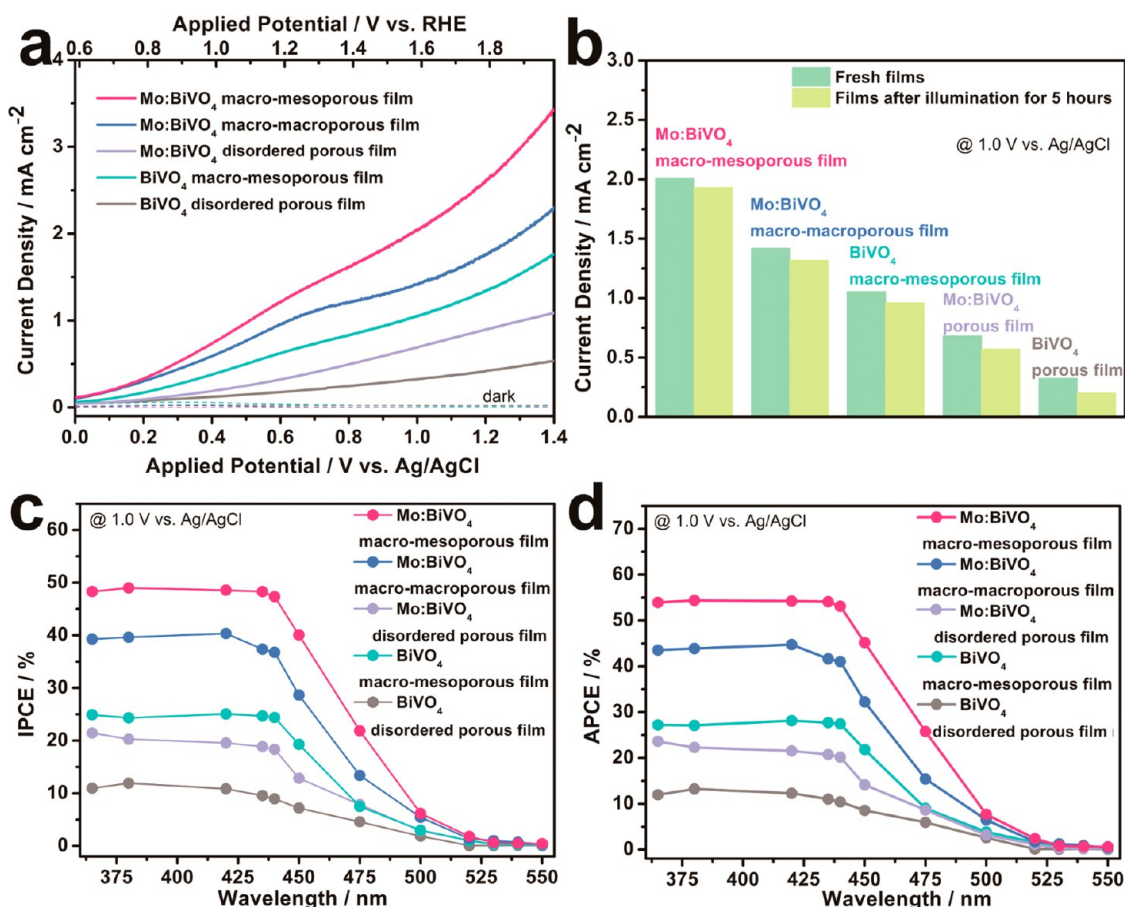 a
Applied Potential / V vs. RHE
0.6 0.8 1.0 1.2 1.4 1.6 1.8
4
3
2
1
0
Current Density / mA cm⁻²
Mo:BiVO₄ macro-mesoporous film
Mo:BiVO₄ macro-macroporous film
Mo:BiVO₄ disordered porous film
BiVO₄ macro-mesoporous film
BiVO₄ disordered porous film
dark
0.0 0.2 0.4 0.6 0.8 1.0 1.2 1.4
Applied Potential / V vs. Ag/AgCl
b
3.0
2.5
2.0
1.5
1.0
0.5
0.0
Current Density / mA cm⁻²
Fresh films
Films after illumination for 5 hours
@ 1.0 V vs. Ag/AgCl
Mo:BiVO₄
macro-mesoporous film
Mo:BiVO₄
macro-macroporous film
BiVO₄
macro-mesoporous film
Mo:BiVO₄
porous film
BiVO₄
porous film
c
@ 1.0 V vs. Ag/AgCl
60
50
40
30
20
10
0
IPCE / %
Mo:BiVO₄
macro-mesoporous film
Mo:BiVO₄
macro-macroporous film
Mo:BiVO₄
disordered porous film
BiVO₄
macro-mesoporous film
BiVO₄
disordered porous film
375 400 425 450 475 500 525 550
Wavelength / nm
d
@ 1.0 V vs. Ag/AgCl
70
60
50
40
30
20
10
0
APCE / %
Mo:BiVO₄
macro-mesoporous film
Mo:BiVO₄
macro-macroporous film
Mo:BiVO₄
disordered porous film
BiVO₄
macro-mesoporous film
BiVO₄
disordered porous film
375 400 425 450 475 500 525 550
Wavelength / nm